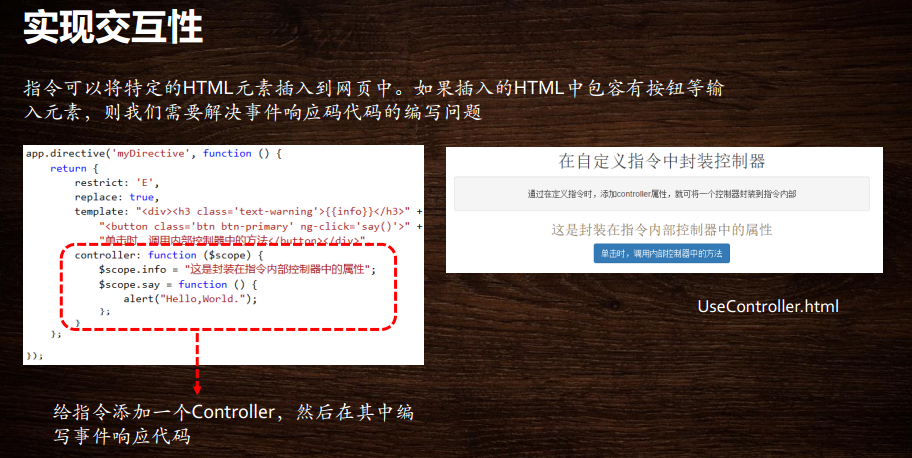 实现交互性
指令可以将特定的HTML元素插入到网页中。如果插入的HTML中包容有按钮等输
入元素，则我们需要解决事件响应码代码的编写问题
app.directive('myDirective', function () {
return {
restrict: 'E',
replace: true,
template: "<div><h3 class='text-warning'>{{info}}</h3>" +
"<button class='btn btn-primary' ng-click='say()'>" +
"单击时，调用内部控制器中的方法</button></div>"
controller: function ($scope) {
$scope.info = "这是封装在指令内部控制器中的属性";
$scope.say = function () {
alert("Hello,World.");
};
}
};
});
在自定义指令中封装控制器
通过在定义指令时，添加controller属性，就可将一个控制器封装到指令内部
这是封装在指令内部控制器中的属性
单击时，调用内部控制器中的方法
UseController.html
给指令添加一个Controller，然后在其中编
写事件响应代码